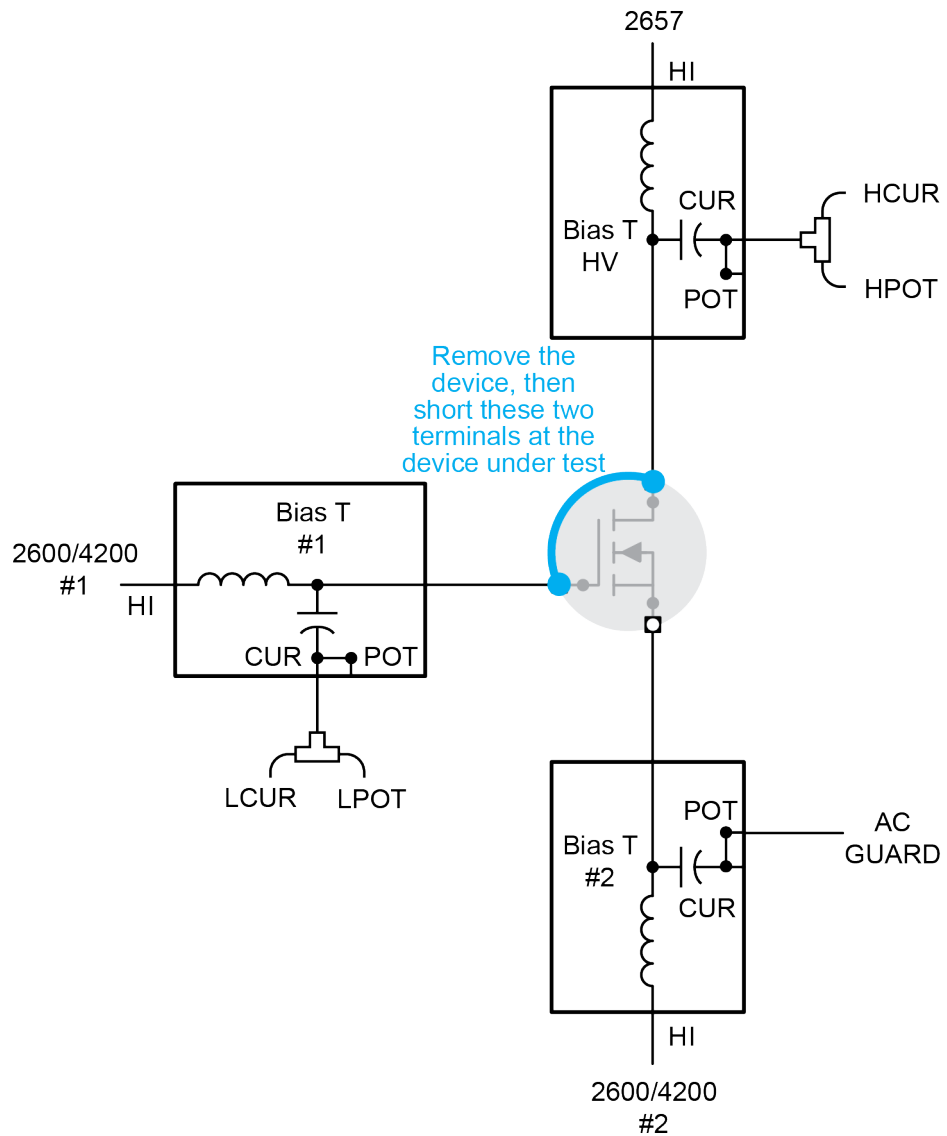 2657
HI
CUR
HCUR
Bias T
HV
POT
HPOT
Remove the
device, then
short these two
terminals at the
device under test
Bias T
#1
2600/4200
#1
HI
CUR
POT
LCUR
LPOT
POT
AC
GUARD
Bias T
#2
CUR
HI
2600/4200
#2